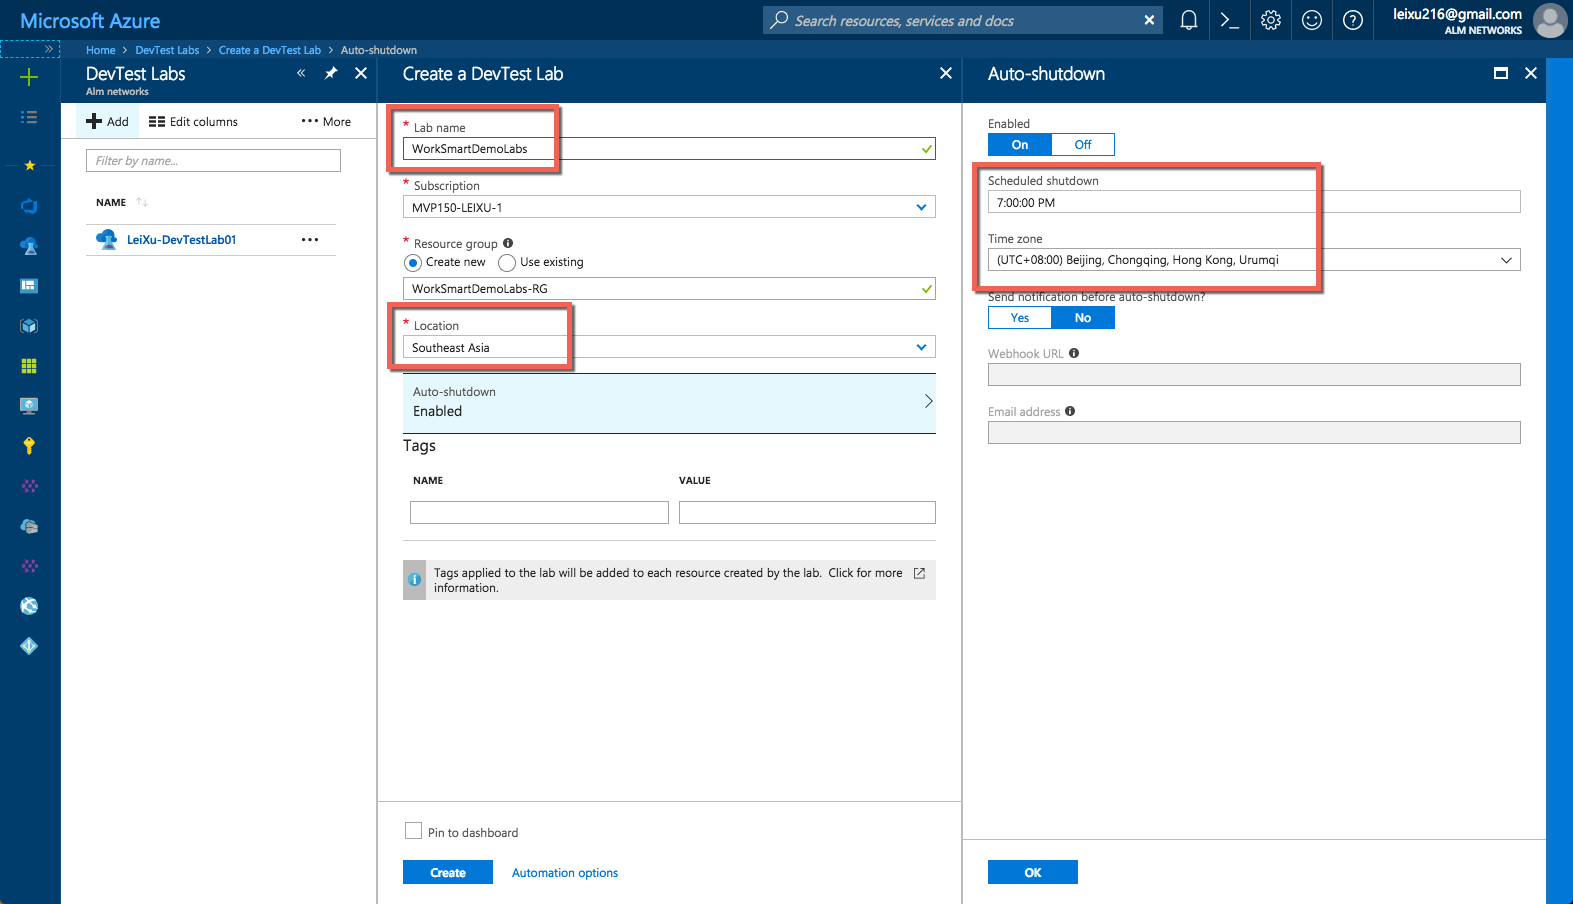 Microsoft Azure
Search resources, services and docs
leixu216@gmail.com
ALM NETWORKS
Home > DevTest Labs > Create a DevTest Lab > Auto-shutdown
DevTest Labs
Alm networks
Add
Edit columns
More
Filter by name...
NAME
LeiXu-DevTestLab01
Create a DevTest Lab
* Lab name
WorkSmartDemoLabs
* Subscription
MVP150-LEIXU-1
* Resource group
Create new
Use existing
WorkSmartDemoLabs-RG
* Location
Southeast Asia
Auto-shutdown
Enabled
Tags
NAME
VALUE
Tags applied to the lab will be added to each resource created by the lab. Click for more
information.
Pin to dashboard
Create
Automation options
Auto-shutdown
Enabled
On
Off
Scheduled shutdown
7:00:00 PM
Time zone
(UTC+08:00) Beijing, Chongqing, Hong Kong, Urumqi
Send notification before auto-shutdown?
Yes
No
Webhook URL
Email address
OK